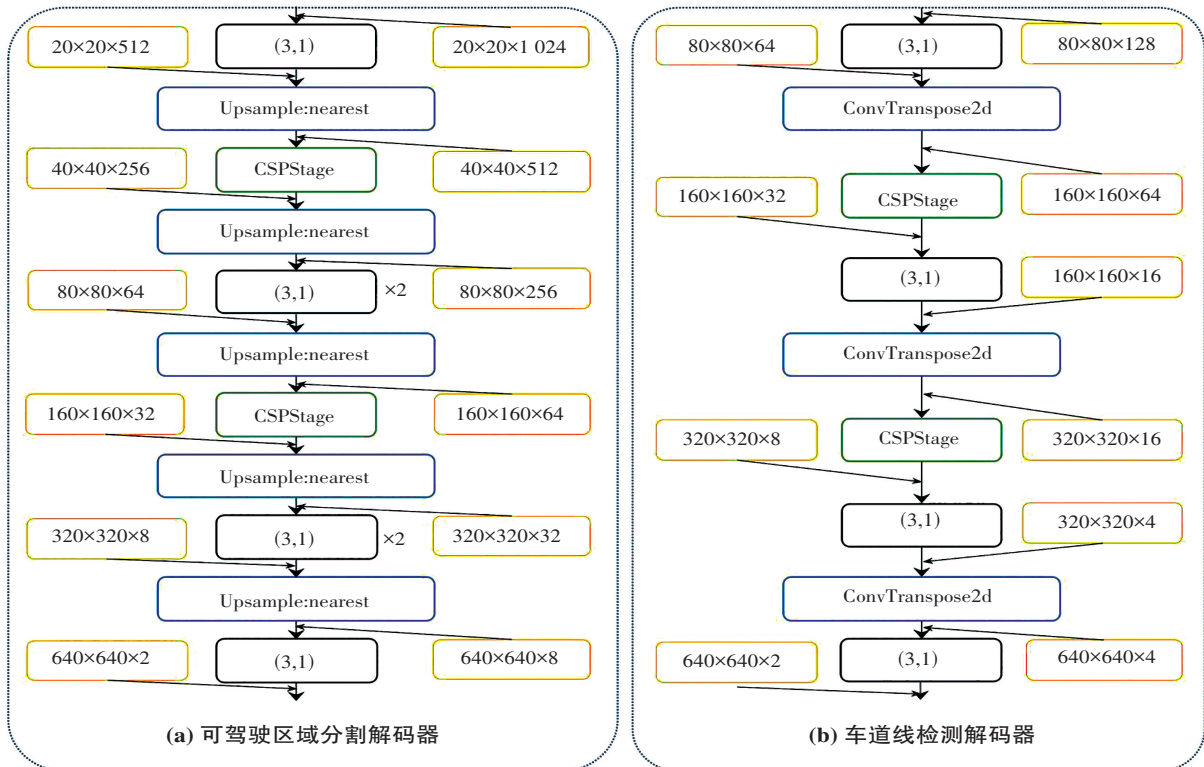 20×20×512
(3,1)
20×20×1 024
Upsample:nearest
40×40×256
CSPStage
40×40×512
Upsample:nearest
80×80×64
(3,1)
×2
80×80×256
Upsample:nearest
160×160×32
CSPStage
160×160×64
Upsample:nearest
320×320×8
(3,1)
×2
320×320×32
Upsample:nearest
640×640×2
(3,1)
640×640×8
(a) 可驾驶区域分割解码器
80×80×64
(3,1)
80×80×128
ConvTranspose2d
160×160×32
CSPStage
160×160×64
(3,1)
160×160×16
ConvTranspose2d
320×320×8
CSPStage
320×320×16
(3,1)
320×320×4
ConvTranspose2d
640×640×2
(3,1)
640×640×4
(b) 车道线检测解码器